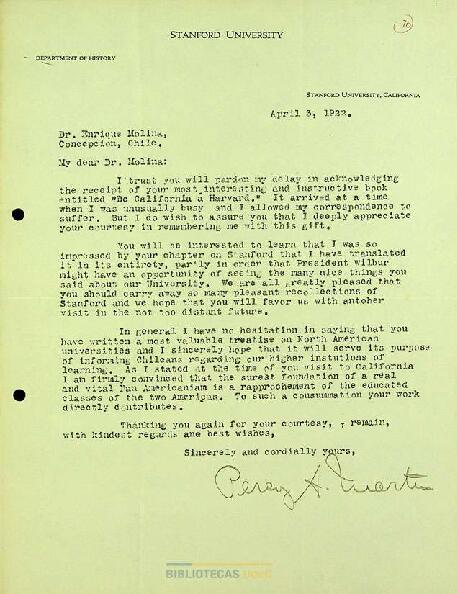 STANFORD UNIVERSITY
DEPARTMENT OF HISTORY
STANFORD UNIVERSITY, CALIFORNIA
April 3, 1922.
Dr. Enrique Molina,
Concepcion, Chile.
My dear Dr. Molina:
I trust you will pardon my delay in acknowledging
the receipt of your most interesting and instructive book
entitled "De California a Harvard." It arrived at a time
when I was unusually busy and I allowed my correspondence to
suffer. But I do wish to assure you that I deeply appreciate
your courtesy in remembering me with this gift.
You will be interested to learn that I was so
impressed by your chapter on Stanford that I have translated
it in its entirety, partly in order that President Wilbur
might have an opportunity of seeing the many nice things you
said about our University. We are all greatly pleased that
you should carry away so many pleasant recollections of
Stanford and we hope that you will favor us with antoher
visit in the not too distant future.
In general I have no hesitation in saying that you
have written a most valuable treatise on North American
universities and I sincerely hope that it will serve its purpose
of informing Chileans regarding our higher instutions of
learning. As I stated at the time of you visit to California
I am firmly convinced that the surest foundation of a real
and vital Pan Americanism is a rapprochement of the educated
classes of the two Americas. To such a consummation your work
directly contributes.
Thanking you again for your courtesy, I remain,
with kindest regards and best wishes,
Sincerely and cordially yours,
Percy A. Martin
BIBLIOTECAS UdeC